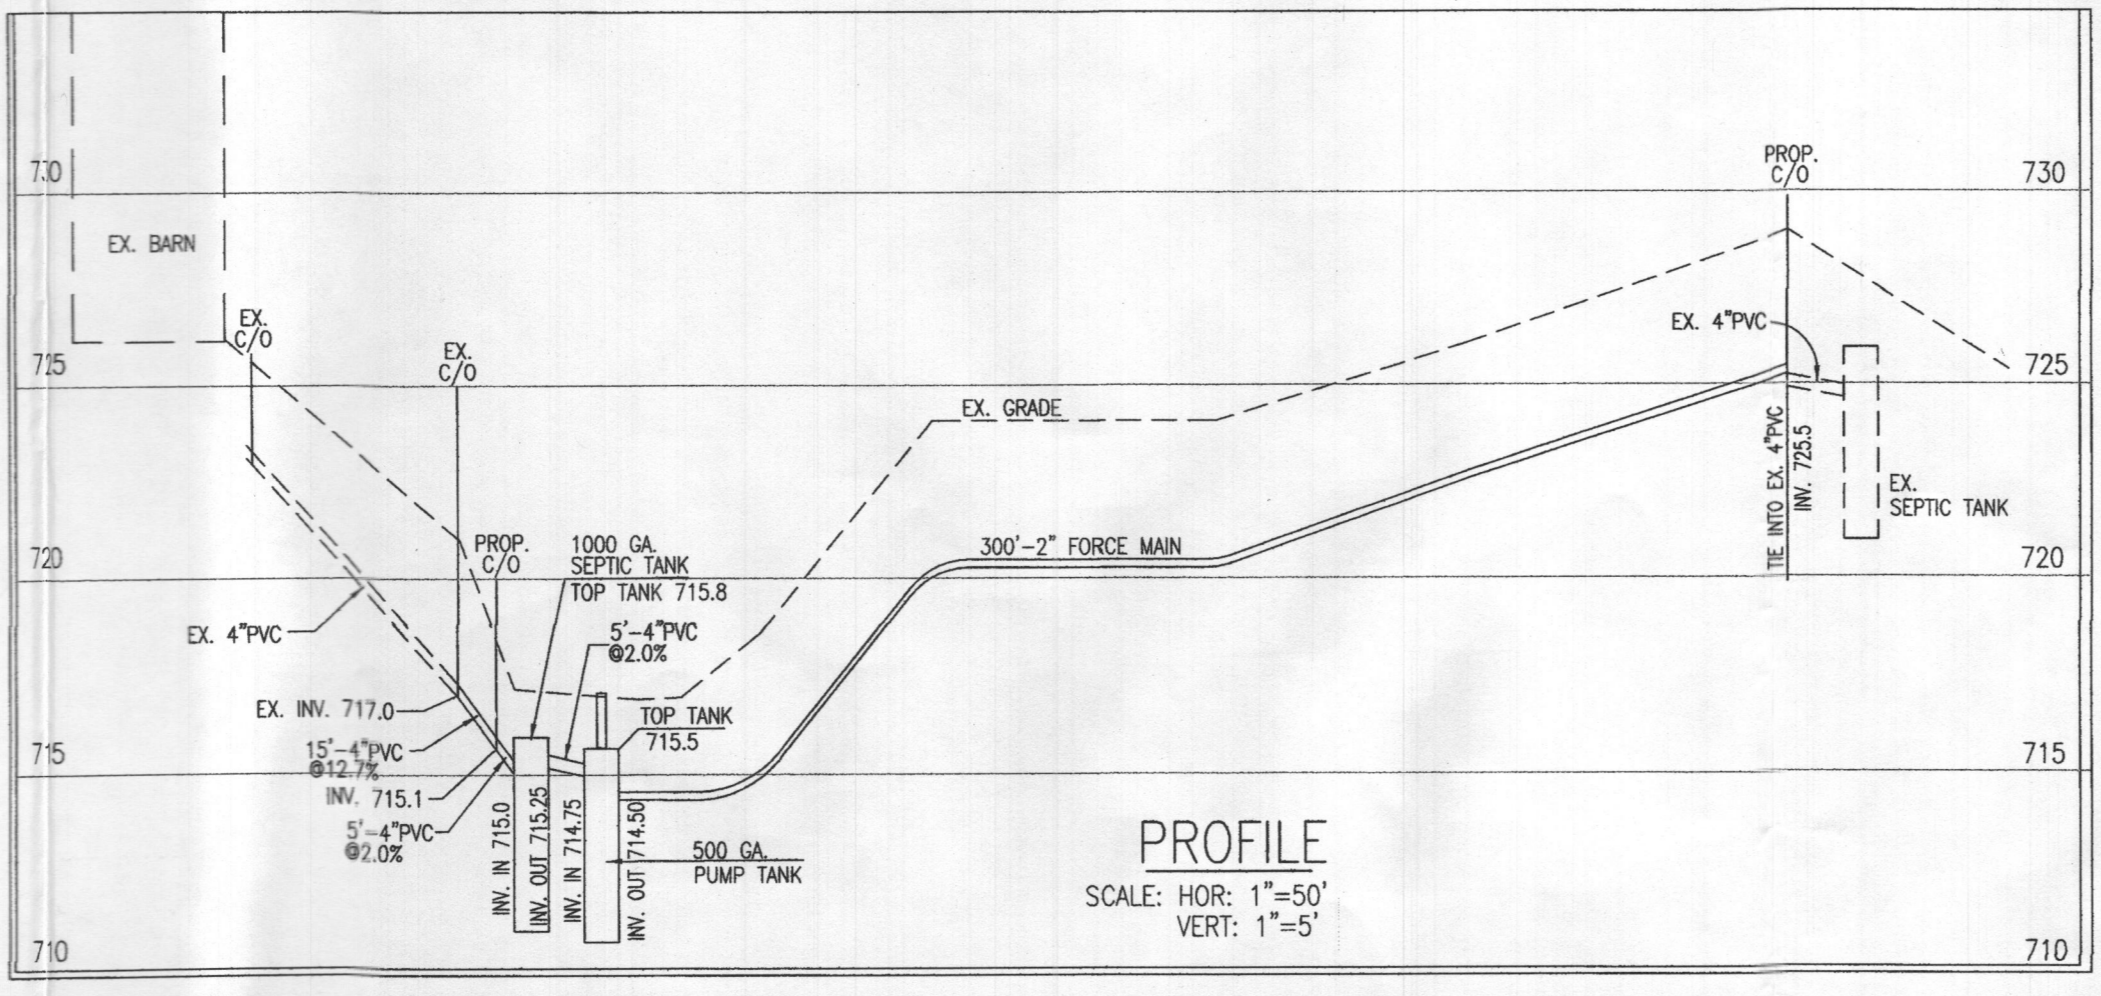 730
EX. BARN
EX.
C/O
725
EX.
C/O
720
PROP.
C/O
1000 GA.
SEPTIC TANK
TOP TANK 715.8
5'-4"PVC
@2.0%
EX. 4"PVC
EX. INV. 717.0
15'-4"PVC
@12.7%
INV. 715.1
5'-4"PVC
@2.0%
715
710
INV. IN 715.0
INV. OUT 715.25
INV. IN 714.75
INV. OUT 714.50
TOP TANK
715.5
500 GA.
PUMP TANK
EX. GRADE
300'-2" FORCE MAIN
PROFILE
SCALE: HOR: 1"=50'
VERT: 1"=5'
PROP.
C/O
EX. 4"PVC
TIE INTO EX. 4"PVC
INV. 725.5
EX.
SEPTIC TANK
730
725
720
715
710